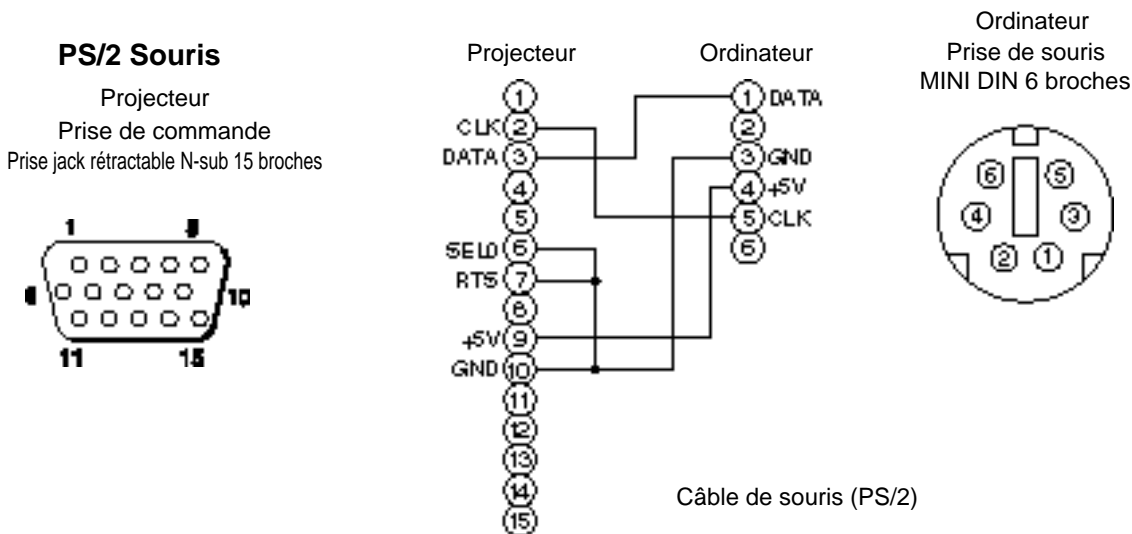 PS/2 Souris
Projecteur
Prise de commande
Prise jack rétractable N-sub 15 broches
1 5
6 10
11 15
Projecteur Ordinateur
1 1 DATA
CLK 2 2
DATA 3 3 GND
4 4 +5V
5 5 CLK
SEL0 6 6
RTS 7
8
+5V 9
GND 10
11
12
13
14
15
Câble de souris (PS/2)
Ordinateur
Prise de souris
MINI DIN 6 broches
6 5
4 3
2 1